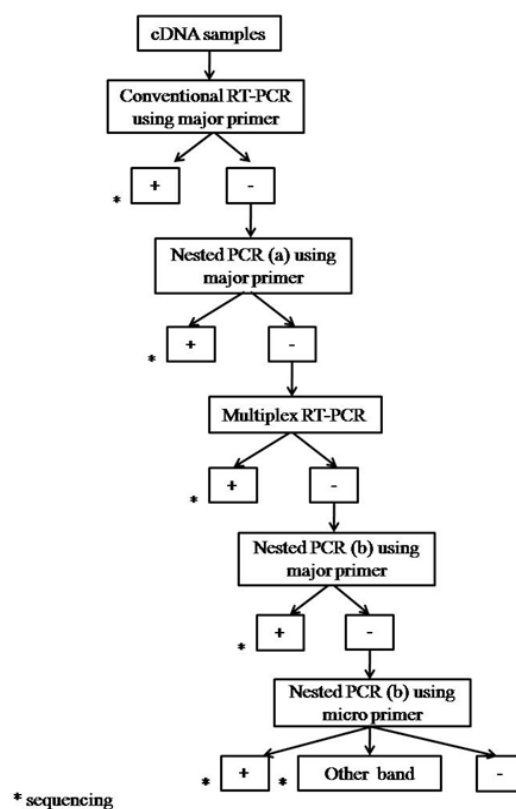 cDNA samples
Conventional RT-PCR
using major primer
+
-
*
Nested PCR (a) using
major primer
+
-
*
Multiplex RT-PCR
+
-
*
Nested PCR (b) using
major primer
+
-
*
Nested PCR (b) using
micro primer
* + * Other band -
* sequencing